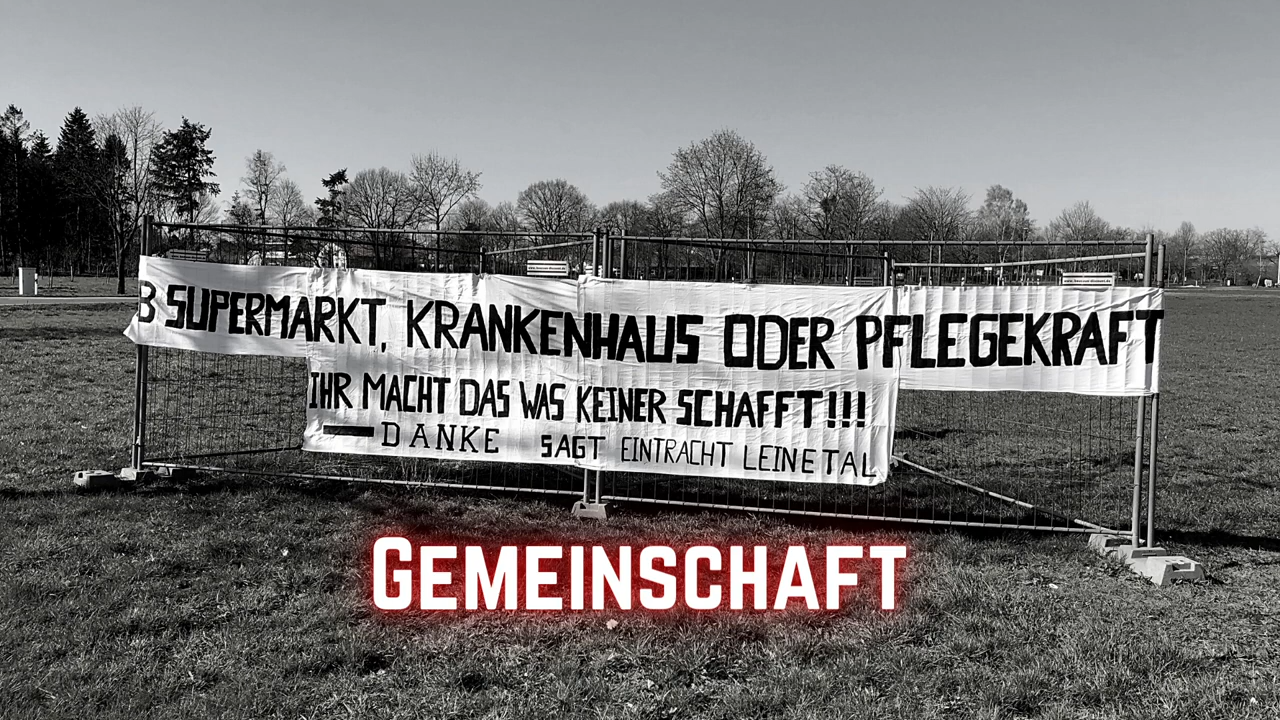 B SUPERMARKT, KRANKENHAUS ODER PFLEGEKRAFT
IHR MACHT DAS WAS KEINER SCHAFFT!!!
DANKE SAGT EINTRACHT LEINETAL
GEMEINSCHAFT